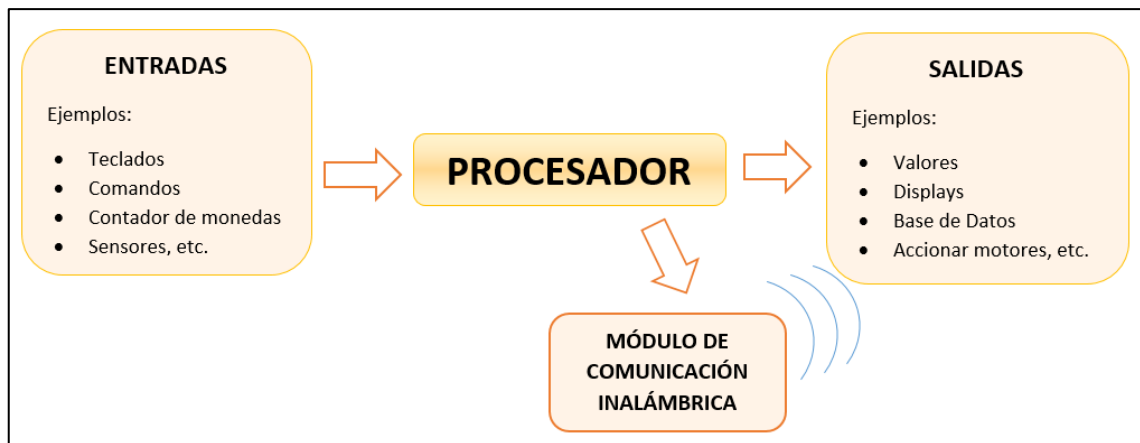 ENTRADAS
Ejemplos:
• Teclados
• Comandos
• Contador de monedas
• Sensores, etc.
PROCESADOR
SALIDAS
Ejemplos:
• Valores
• Displays
• Base de Datos
• Accionar motores, etc.
MÓDULO DE
COMUNICACIÓN
INALÁMBRICA